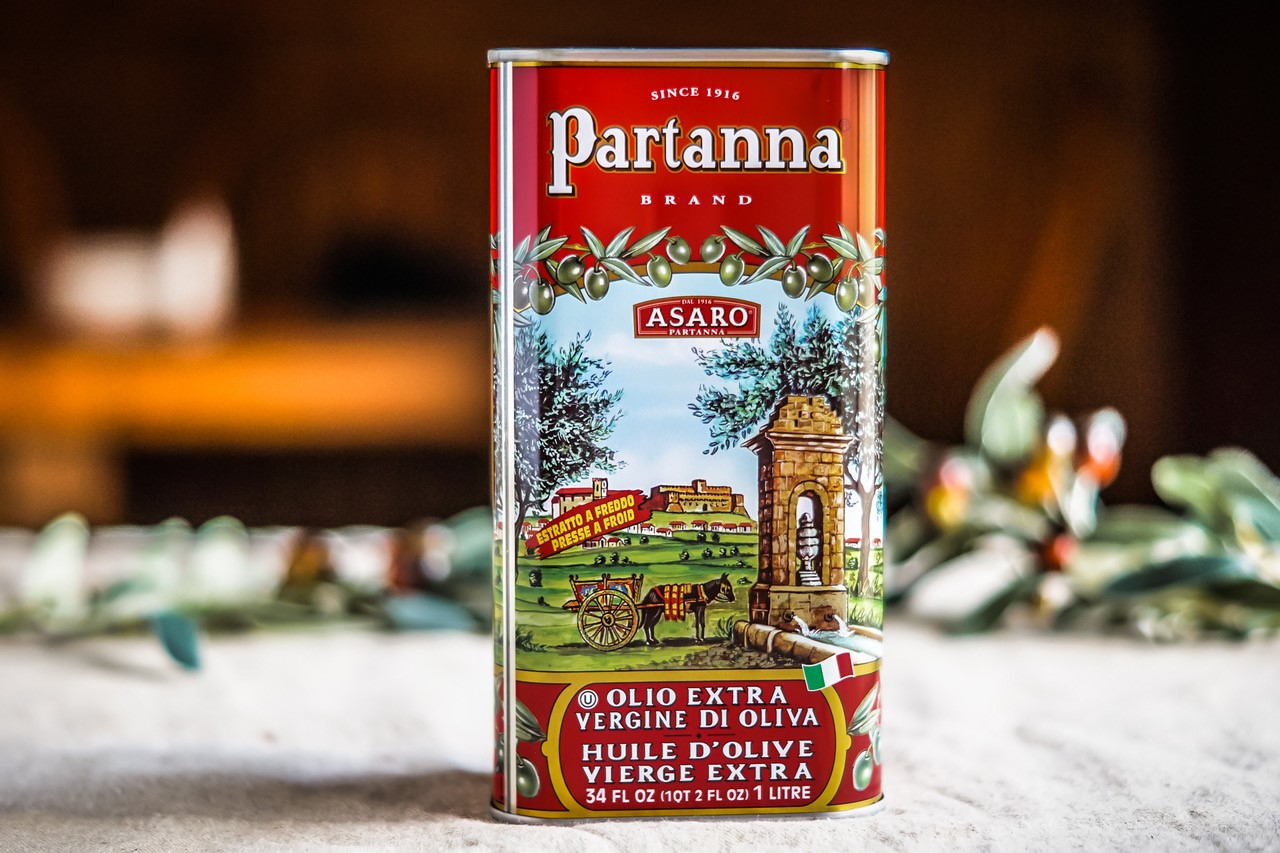 SINCE 1916
Partanna®
BRAND
DAL 1916
ASARO®
PARTANNA
ESTRATTO A FREDDO
PRESSE A FROID
Ⓤ OLIO EXTRA
VERGINE DI OLIVA
HUILE D'OLIVE
VIERGE EXTRA
34 FL OZ (1QT 2 FL OZ) 1 LITRE